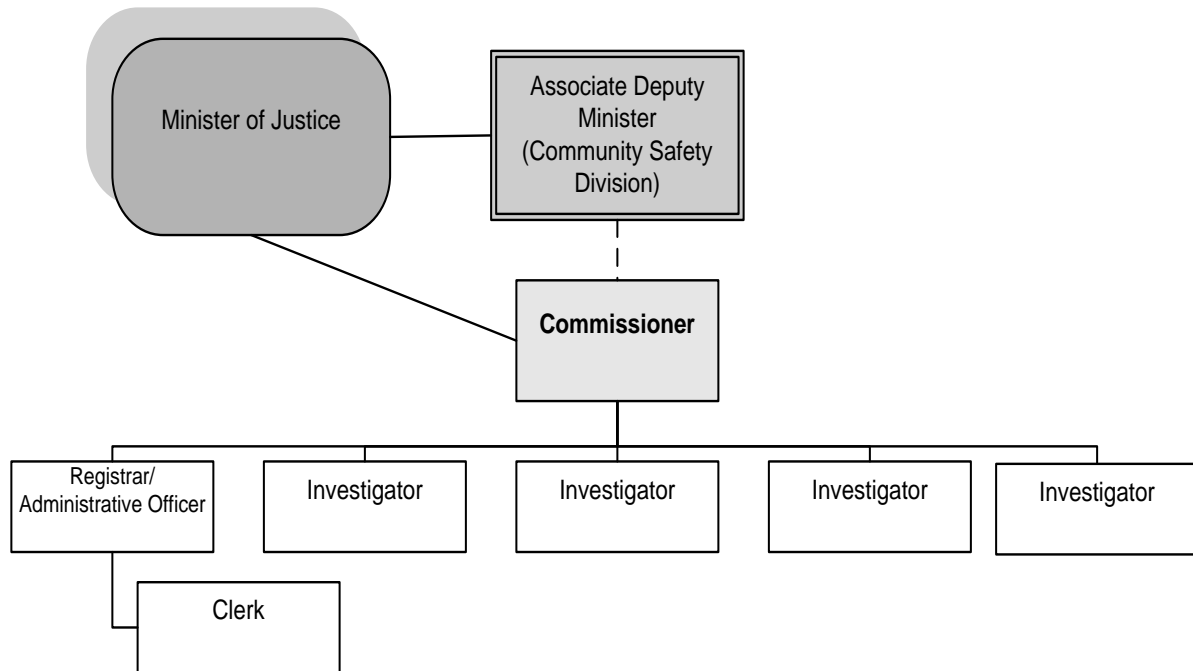 Minister of Justice
Associate Deputy
Minister
(Community Safety
Division)
Commissioner
Registrar/
Administrative Officer
Investigator
Investigator
Investigator
Investigator
Clerk